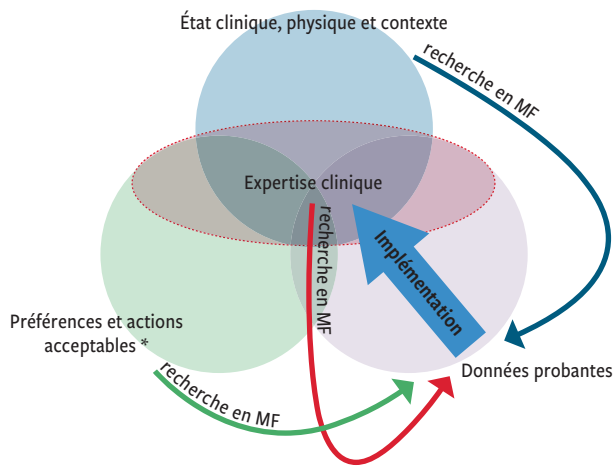 État clinique, physique et contexte
recherche en MF
Expertise clinique
recherche en MF
Implémentation
Préférences et actions
acceptables *
Données probantes
recherche en MF